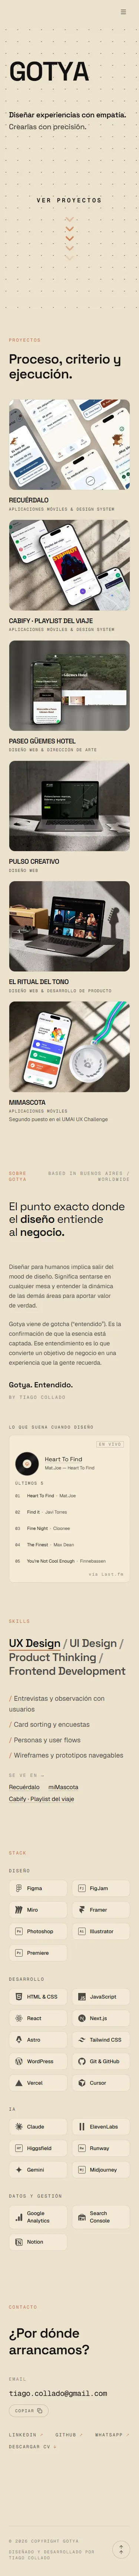 GOTYA
Diseñar experiencias con empatía.
Crearlas con precisión.
VER PROYECTOS
PROYECTOS
Proceso, criterio y
ejecución.
RECUÉRDALO
APLICACIONES MÓVILES & DESIGN SYSTEM
CABIFY · PLAYLIST DEL VIAJE
APLICACIONES MÓVILES & DESIGN SYSTEM
PASEO GÜEMES HOTEL
DISEÑO WEB & DIRECCIÓN DE ARTE
PULSO CREATIVO
DISEÑO WEB
EL RITUAL DEL TONO
DISEÑO WEB & DESARROLLO DE PRODUCTO
MIMASCOTA
APLICACIONES MÓVILES
Segundo puesto en el UMAI UX Challenge
SOBRE
GOTYA
BASED IN BUENOS AIRES /
WORLDWIDE
El punto exacto donde
el diseño entiende
al negocio.
Diseñar para humanos implica salir
del escritorio. Significa sentarse en
cualquier mesa y entender la dinámica
de las demás áreas para aportar valor
de verdad.
Gotya viene de gotcha ("entendido"). Es la
confirmación de que la esencia está
captada. Ese entendimiento es lo que
convierte un objetivo de negocio en una
experiencia que la gente recuerda.
Gotya. Entendido.
BY TIAGO COLLADO
LO QUE SUENA CUANDO DISEÑO
EN VIVO
Heart To Find
Mat.Joe — Heart To Find
ÚLTIMOS 5
01 Heart To Find · Mat.Joe
02 Find it · Javi Torres
03 Fine Night
04 The Finest · Max Dean
05 You're Not Cool Enough · Finnebassen
via Last.fm
SKILLS
UX Design / UI Design /
Product Thinking /
Frontend Development
/ Entrevistas y observación con
usuarios
/ Card sorting y encuestas
/ Personas y user flows
/ Wireframes y prototipos navegables
SE VE EN →
Recuérdalo miMascota
Cabify · Playlist del viaje
STACK
DISEÑO
Figma
FigJam
Miro
Framer
Photoshop
Illustrator
Premiere
DESARROLLO
HTML & CSS
JavaScript
React
Next.js
Astro
Tailwind CSS
WordPress
Git & GitHub
Vercel
Cursor
IA
Claude
ElevenLabs
Higgsfield
Runway
Gemini
Midjourney
DATOS Y GESTIÓN
Google
Analytics
Search
Console
Notion
CONTACTO
¿Por dónde
arrancamos?
EMAIL
tiago.collado@gmail.com
COPIAR
LINKEDIN ↗ GITHUB ↗ WHATSAPP ↗
DESCARGAR CV ↓
© 2026 COPYRIGHT GOTYA
DISEÑADO Y DESARROLLADO POR
TIAGO COLLADO